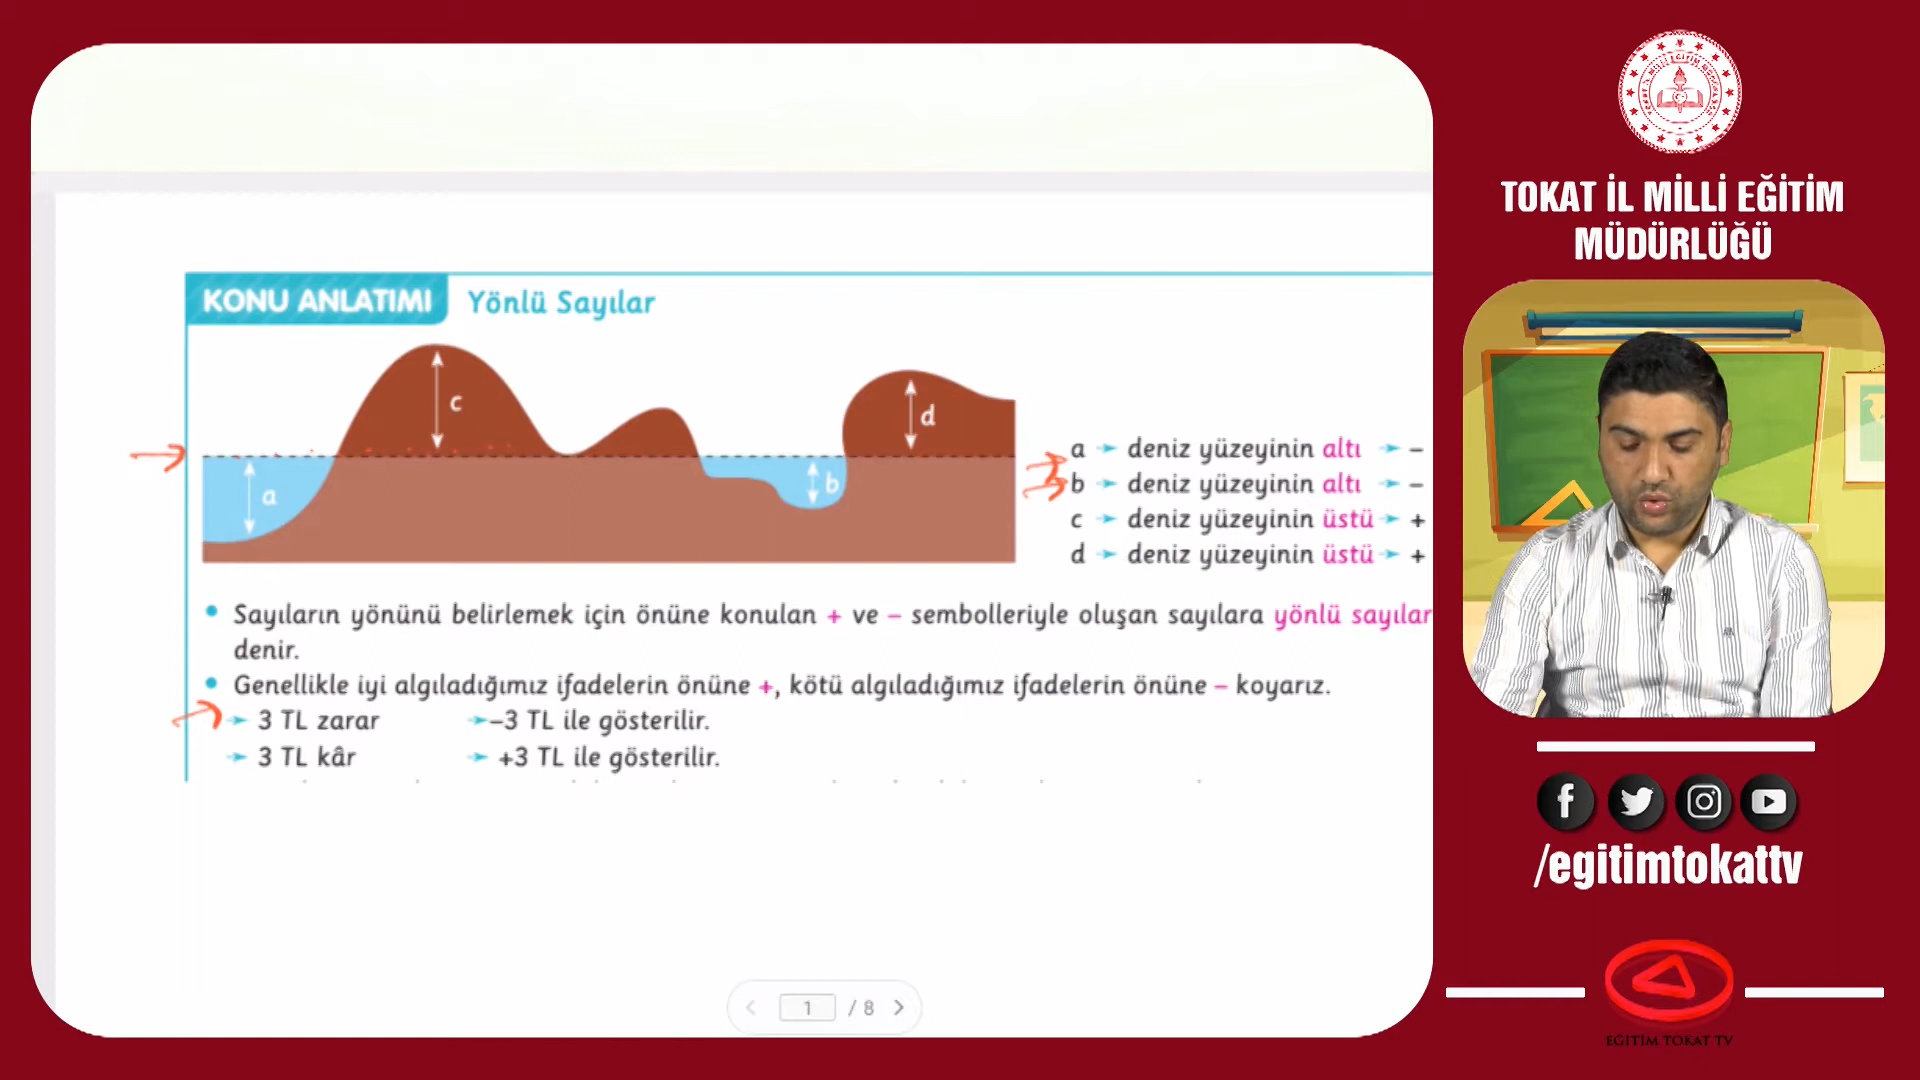 KONU ANLATIMI Yönlü Sayılar
c
d
a
b
a → deniz yüzeyinin altı → –
b → deniz yüzeyinin altı → –
c → deniz yüzeyinin üstü → +
d → deniz yüzeyinin üstü → +
• Sayıların yönünü belirlemek için önüne konulan + ve – sembolleriyle oluşan sayılara yönlü sayılar
denir.
• Genellikle iyi algıladığımız ifadelerin önüne +, kötü algıladığımız ifadelerin önüne – koyarız.
→ 3 TL zarar → –3 TL ile gösterilir.
→ 3 TL kâr → +3 TL ile gösterilir.
1 / 8
TOKAT İL MİLLİ EĞİTİM
MÜDÜRLÜĞÜ
/egitimtokattv
EĞİTİM TOKAT TV